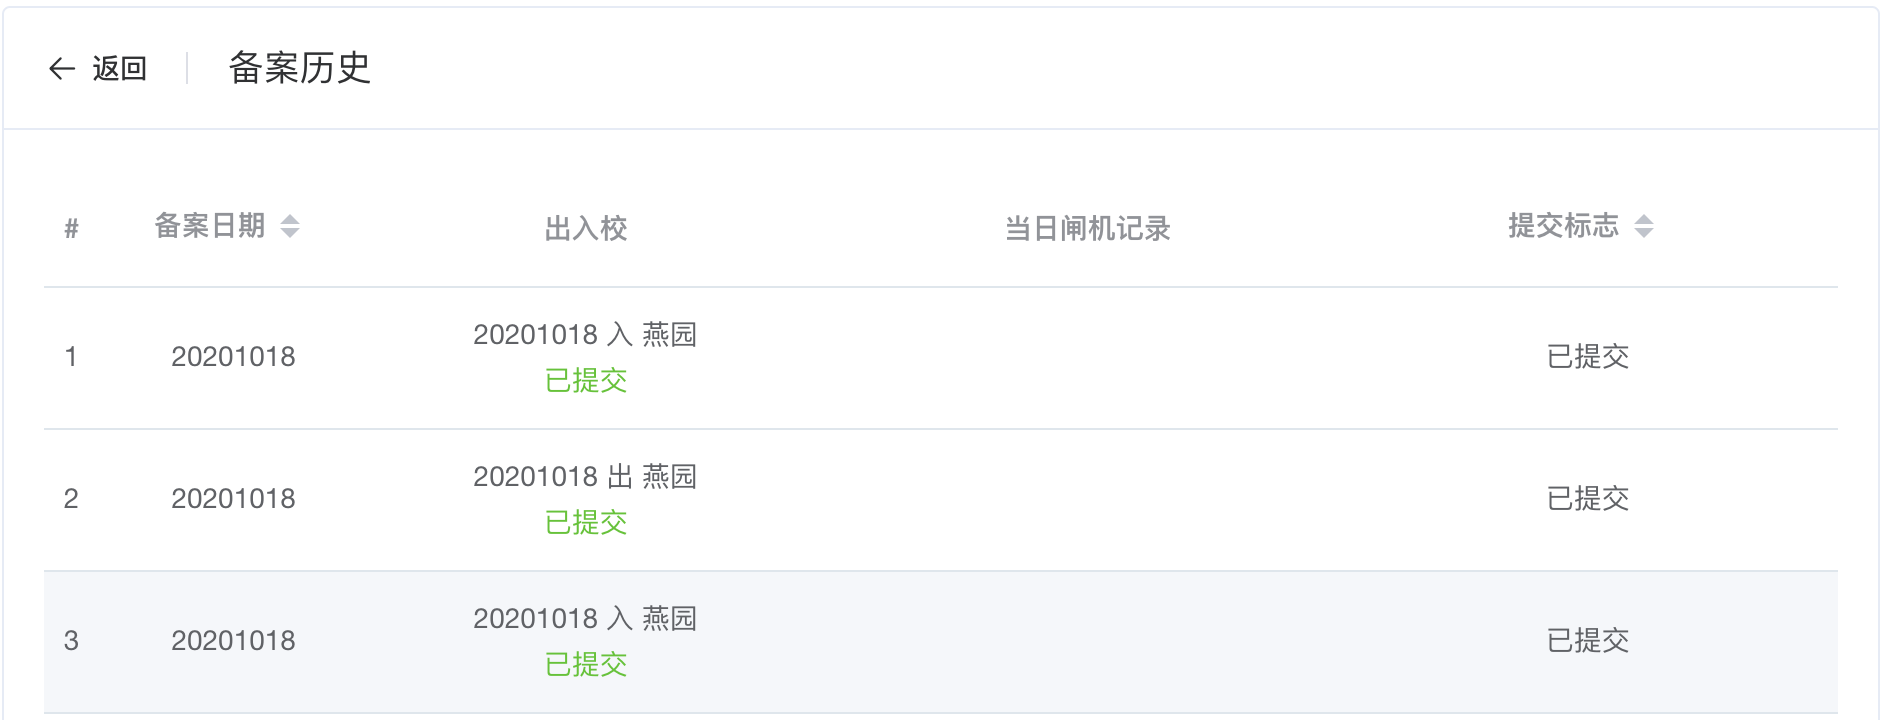 返回 备案历史
# 备案日期 出入校 当日闸机记录 提交标志
1 20201018 20201018 入 燕园 已提交
已提交
2 20201018 20201018 出 燕园 已提交
已提交
3 20201018 20201018 入 燕园 已提交
已提交